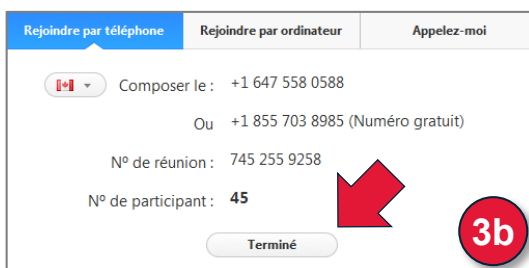 Rejoindre par téléphone Rejoindre par ordinateur Appelez-moi
Composer le : +1 647 558 0588
Ou +1 855 703 8985 (Numéro gratuit)
Nº de réunion : 745 255 9258
Nº de participant : 45
Terminé
3b